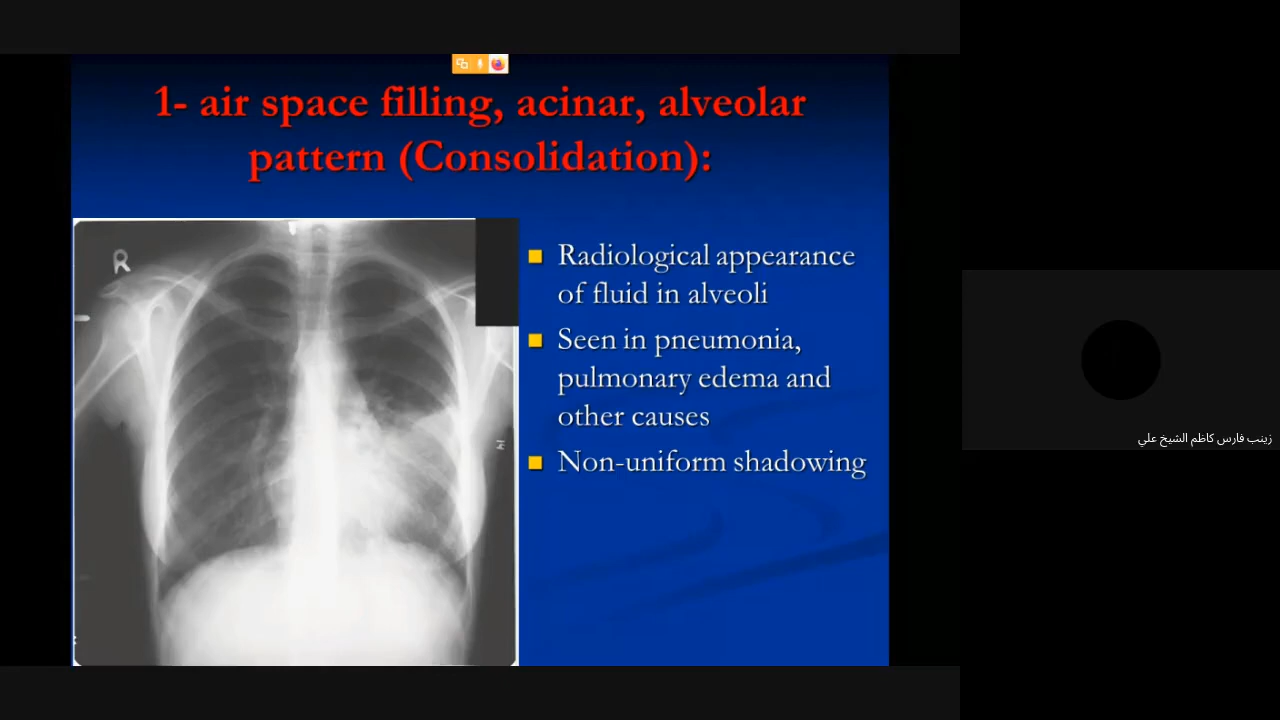 1- air space filling, acinar, alveolar
pattern (Consolidation):
R
Radiological appearance
of fluid in alveoli
Seen in pneumonia,
pulmonary edema and
other causes
Non-uniform shadowing
زينب فارس كاظم الشيخ علي